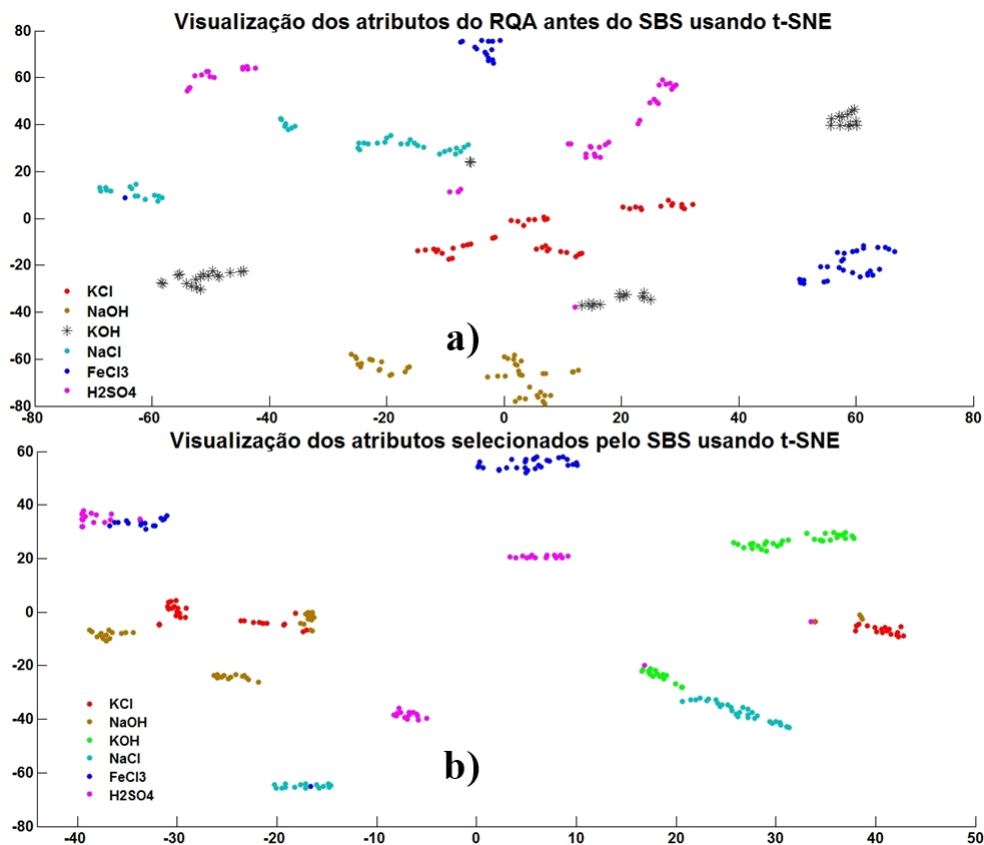 Visualização dos atributos do RQA antes do SBS usando t-SNE
80
60
40
20
0
-20
-40
-60
-80
KCl
NaOH
KOH
NaCl
FeCl3
H2SO4
a)
-80 -60 -40 -20 0 20 40 60 80
Visualização dos atributos selecionados pelo SBS usando t-SNE
60
40
20
0
-20
-40
-60
-80
KCl
NaOH
KOH
NaCl
FeCl3
H2SO4
b)
-40 -30 -20 -10 0 10 20 30 40 50